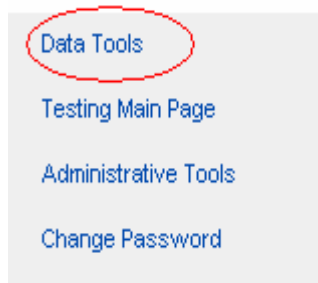 Data Tools
Testing Main Page
Administrative Tools
Change Password